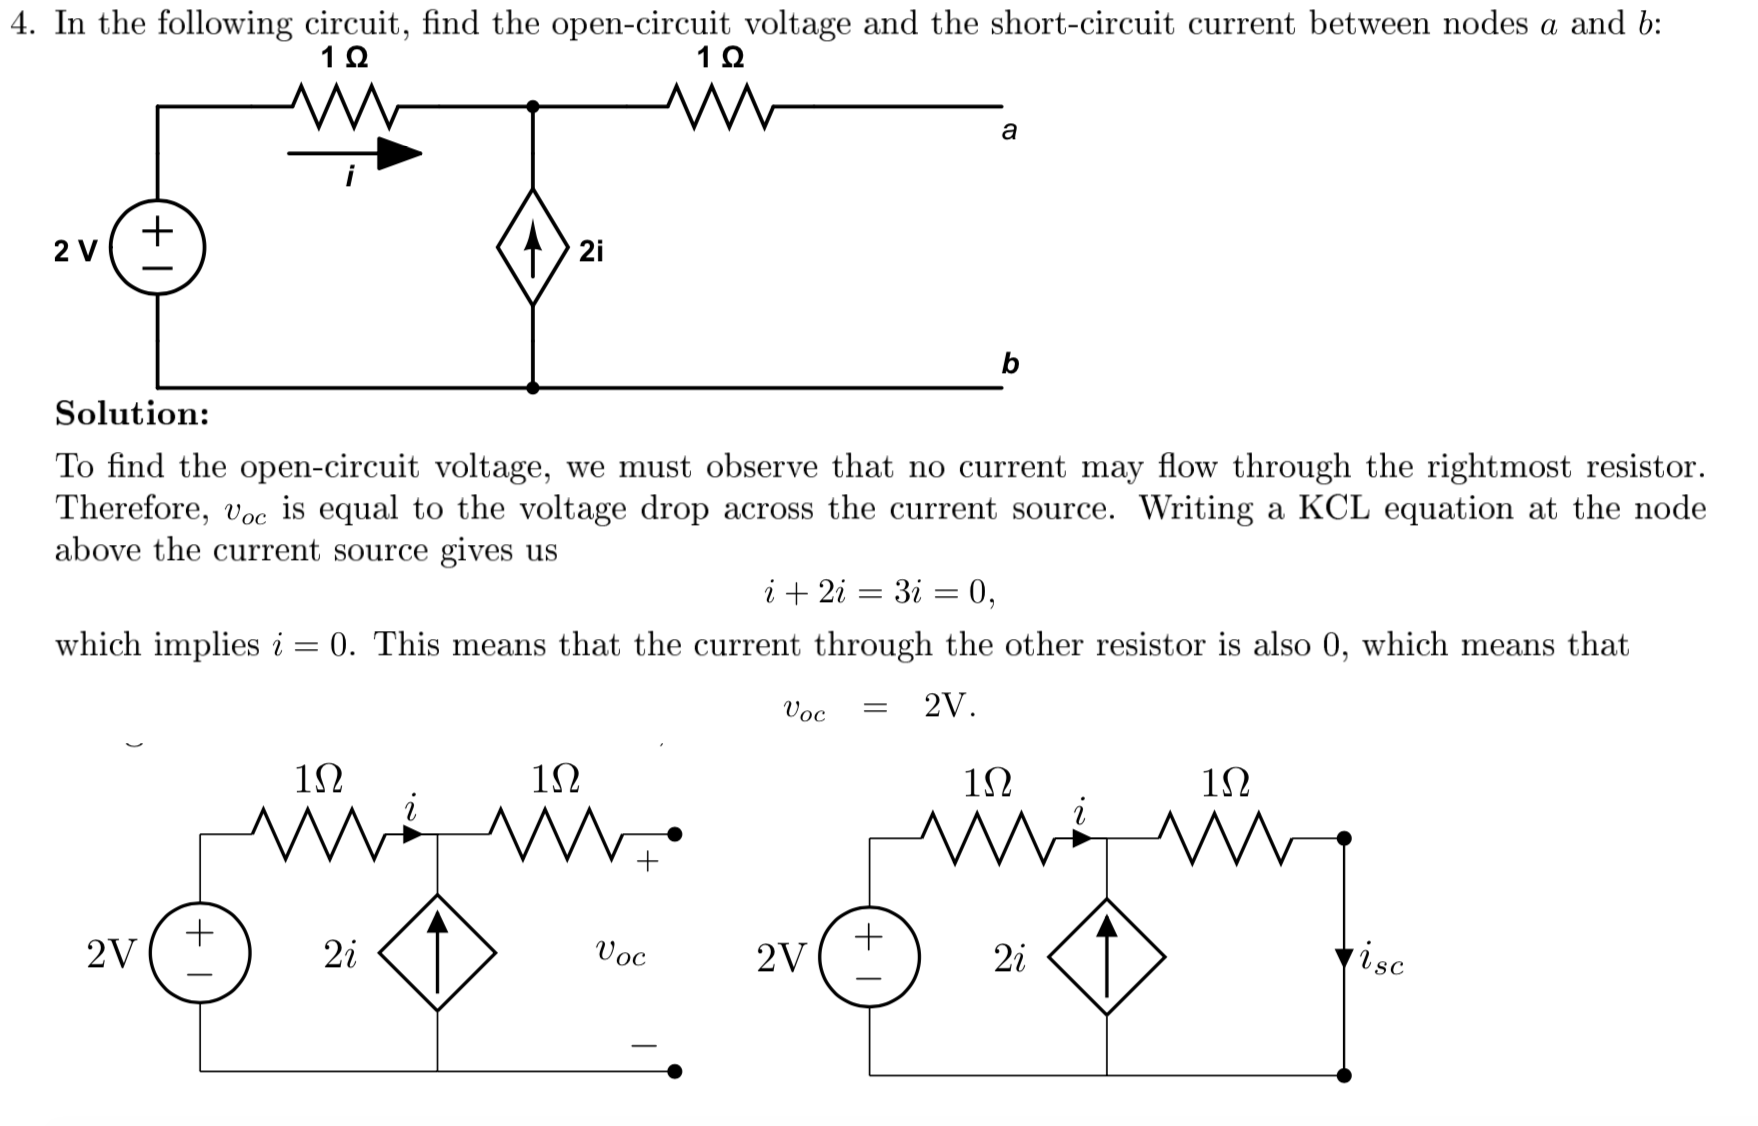 4. In the following circuit, find the open-circuit voltage and the short-circuit current between nodes a and b:
1 Ω 1 Ω
a
i
+
2 V 2i
−
b
Solution:
To find the open-circuit voltage, we must observe that no current may flow through the rightmost resistor.
Therefore, v_oc is equal to the voltage drop across the current source. Writing a KCL equation at the node
above the current source gives us
i + 2i = 3i = 0,
which implies i = 0. This means that the current through the other resistor is also 0, which means that
v_oc = 2V.
1Ω 1Ω 1Ω 1Ω
i i
+
+ +
2V 2i v_oc 2V 2i i_sc
− −
−